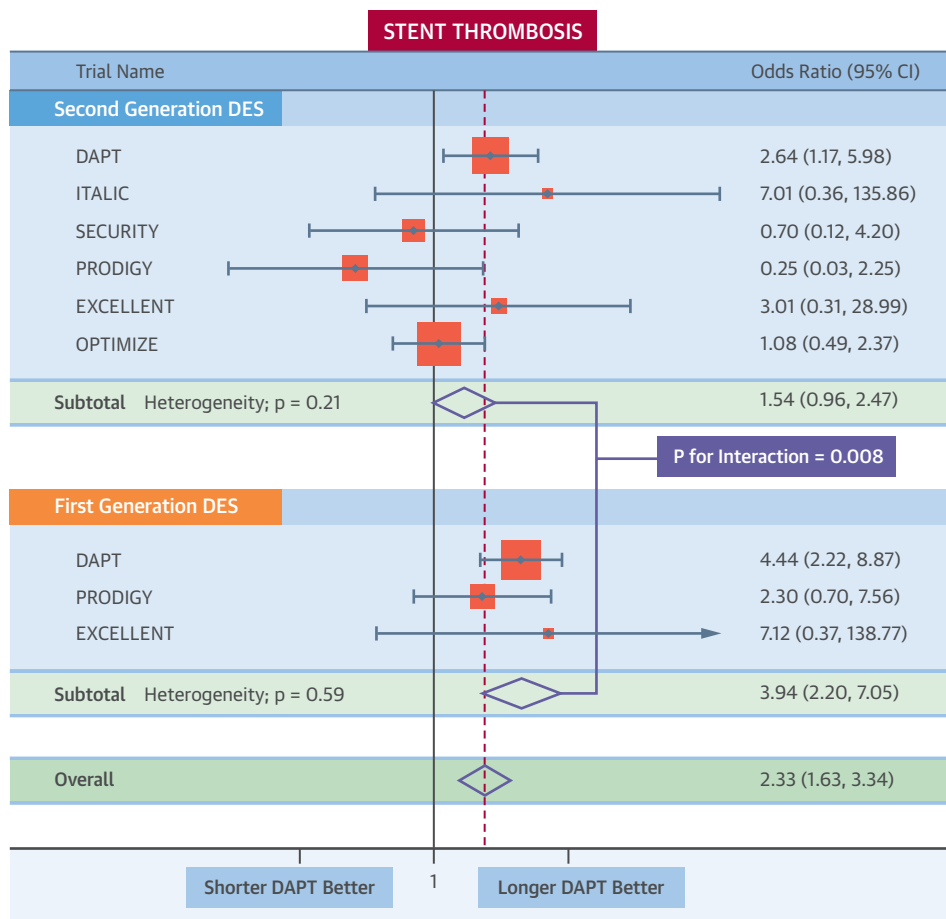 STENT THROMBOSIS
Trial Name Odds Ratio (95% CI)
Second Generation DES
DAPT 2.64 (1.17, 5.98)
ITALIC 7.01 (0.36, 135.86)
SECURITY 0.70 (0.12, 4.20)
PRODIGY 0.25 (0.03, 2.25)
EXCELLENT 3.01 (0.31, 28.99)
OPTIMIZE 1.08 (0.49, 2.37)
Subtotal Heterogeneity; p = 0.21 1.54 (0.96, 2.47)
P for Interaction = 0.008
First Generation DES
DAPT 4.44 (2.22, 8.87)
PRODIGY 2.30 (0.70, 7.56)
EXCELLENT 7.12 (0.37, 138.77)
Subtotal Heterogeneity; p = 0.59 3.94 (2.20, 7.05)
Overall 2.33 (1.63, 3.34)
Shorter DAPT Better 1 Longer DAPT Better